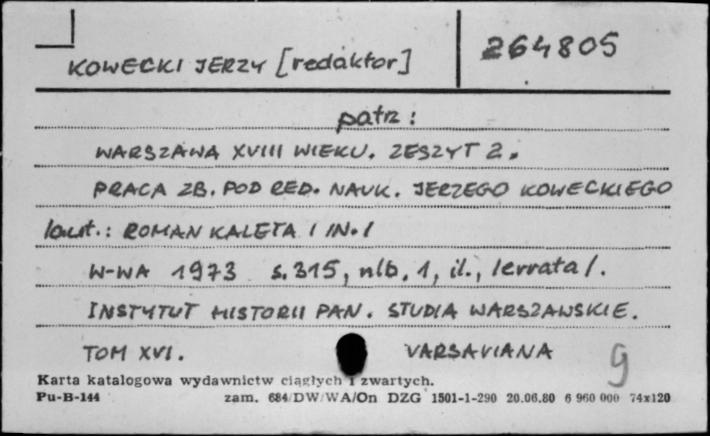 KOWECKI JERZY [redaktor]
264805
patrz:
WARSZAWA XVIII WIEKU. ZESZYT 2.
PRACA ZB. POD RED. NAUK. JERZEGO KOWECKIEGO
/aut.: ROMAN KALETA I IN./
W-WA 1973 s. 315, nlb. 1, il., /errata/.
INSTYTUT HISTORII PAN. STUDIA WARSZAWSKIE.
TOM XVI. VARSAVIANA
g
Karta katalogowa wydawnictw ciągłych i zwartych.
Pu-B-144 zam. 684/DW/WA/On DZG 1501-1-290 20.06.80 6 960 000 74x120